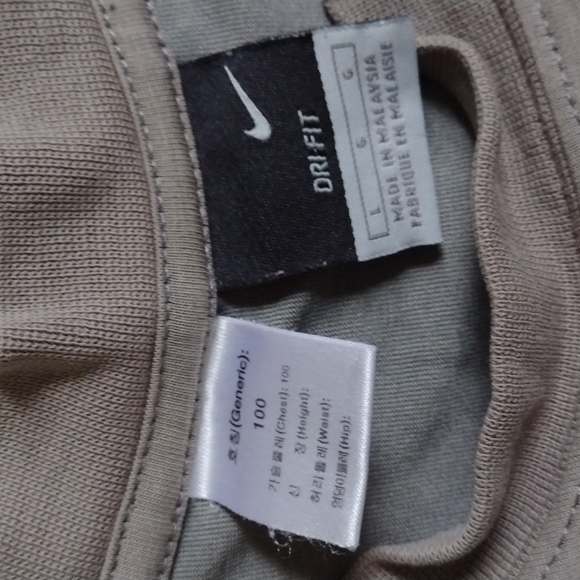 DRI-FIT
L G G
MADE IN MALAYSIA
FABRIQUE EN MALAISIE
호칭(Generic):
100
가슴둘레(Chest): 100
신 장(Height):
허리둘레(Waist):
엉덩이둘레(Hip):